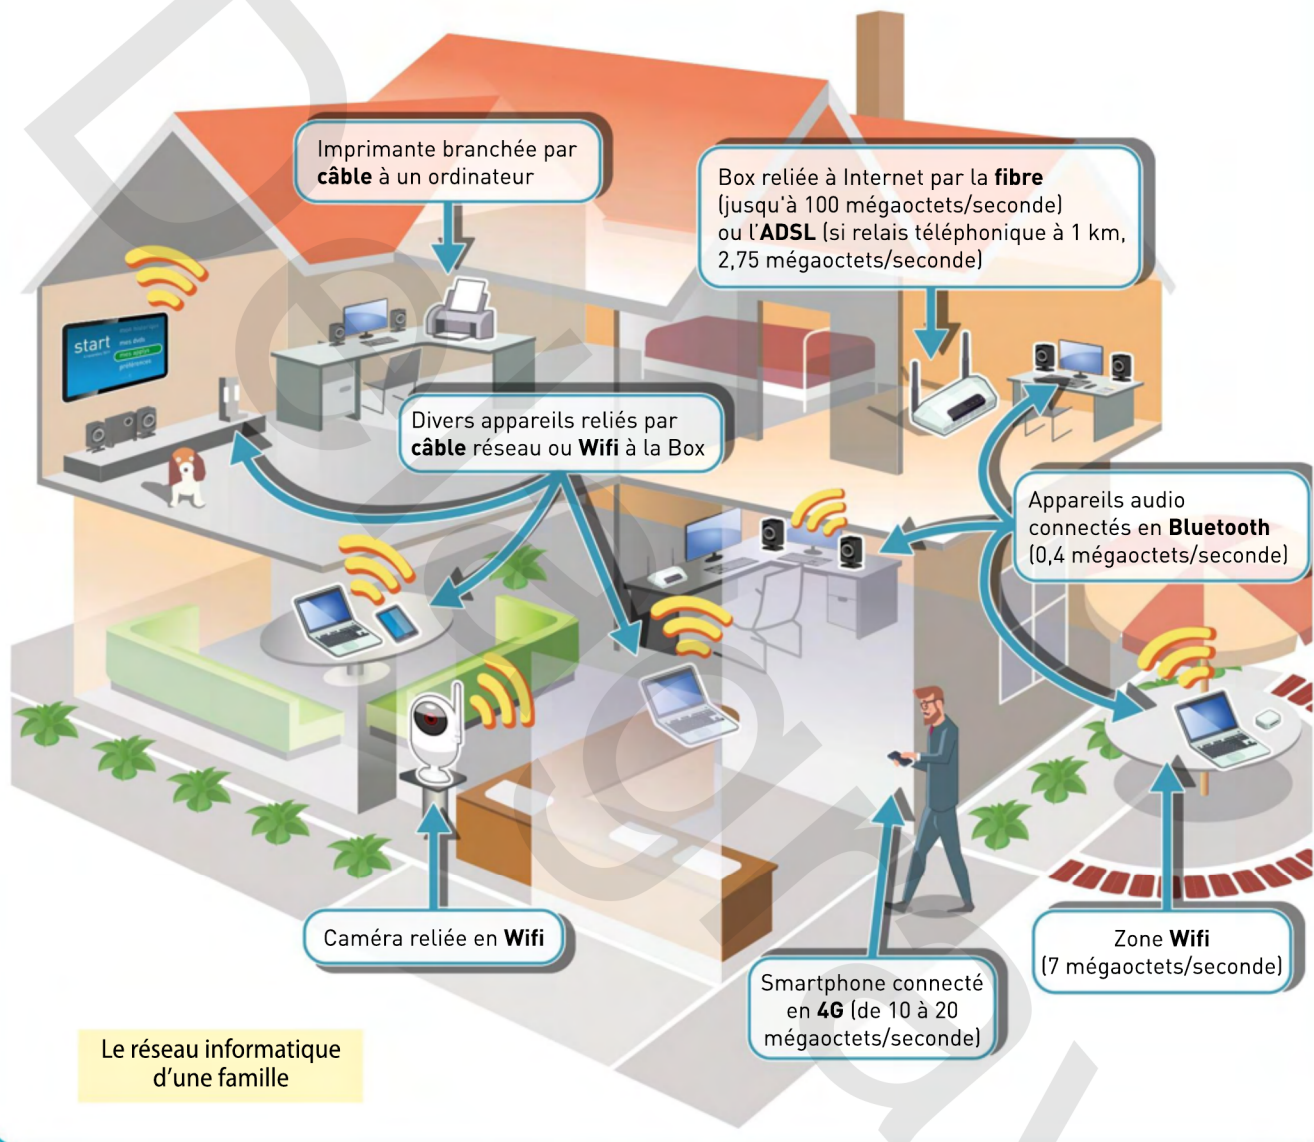 Imprimante branchée par
câble à un ordinateur
Box reliée à Internet par la fibre
(jusqu'à 100 mégaoctets/seconde)
ou l'ADSL (si relais téléphonique à 1 km,
2,75 mégaoctets/seconde)
start
mes apples
préférences
Divers appareils reliés par
câble réseau ou Wifi à la Box
Appareils audio
connectés en Bluetooth
(0,4 mégaoctets/seconde)
Caméra reliée en Wifi
Smartphone connecté
en 4G (de 10 à 20
mégaoctets/seconde)
Zone Wifi
(7 mégaoctets/seconde)
Le réseau informatique
d'une famille